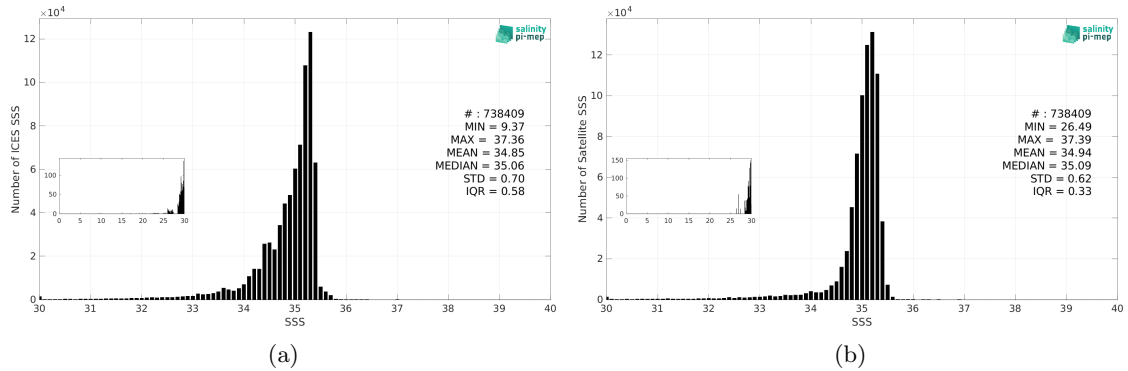 ×10⁴
salinity
pi-mep
12
10
8
6
4
2
0
Number of ICES SSS
# : 738409
MIN = 9.37
MAX = 37.36
MEAN = 34.85
MEDIAN = 35.06
STD = 0.70
IQR = 0.58
100
50
0
0 5 10 15 20 25 30
30 31 32 33 34 35 36 37 38 39 40
SSS
(a)
×10⁴
salinity
pi-mep
12
10
8
6
4
2
0
Number of Satellite SSS
# : 738409
MIN = 26.49
MAX = 37.39
MEAN = 34.94
MEDIAN = 35.09
STD = 0.62
IQR = 0.33
150
100
50
0
0 5 10 15 20 25 30
30 31 32 33 34 35 36 37 38 39 40
SSS
(b)